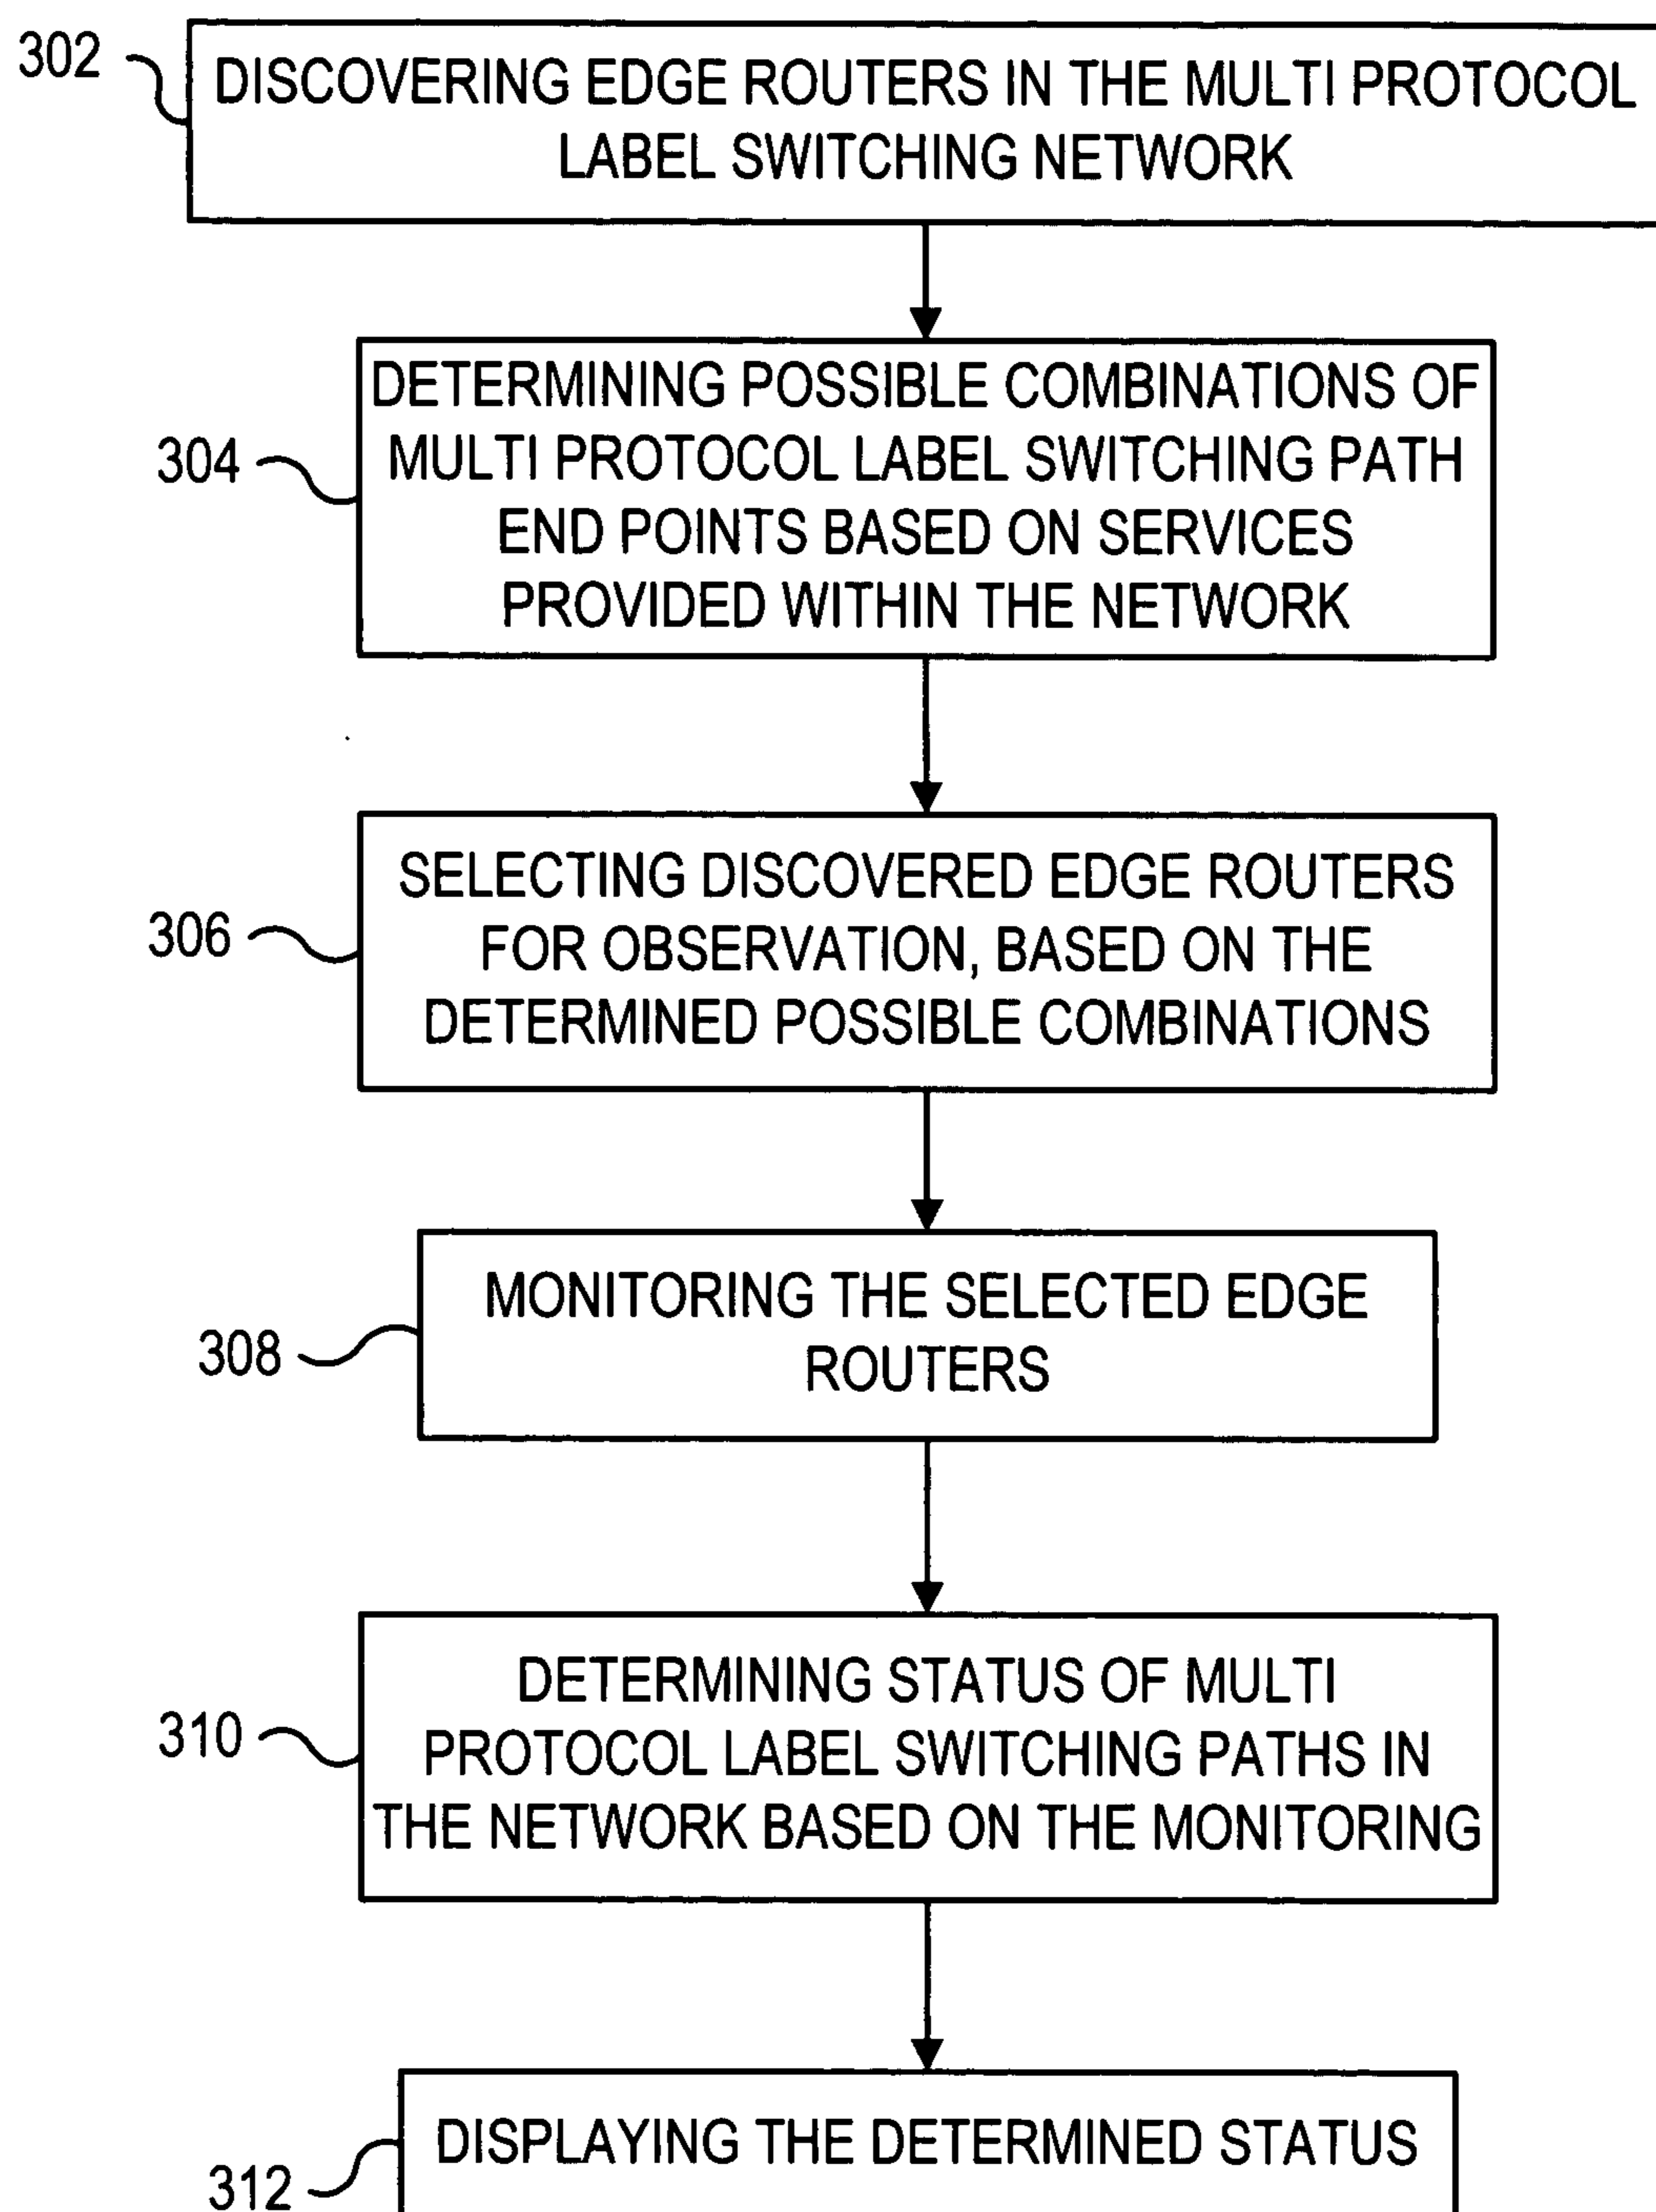 302
DISCOVERING EDGE ROUTERS IN THE MULTI PROTOCOL
LABEL SWITCHING NETWORK
304
DETERMINING POSSIBLE COMBINATIONS OF
MULTI PROTOCOL LABEL SWITCHING PATH
END POINTS BASED ON SERVICES
PROVIDED WITHIN THE NETWORK
306
SELECTING DISCOVERED EDGE ROUTERS
FOR OBSERVATION, BASED ON THE
DETERMINED POSSIBLE COMBINATIONS
308
MONITORING THE SELECTED EDGE
ROUTERS
310
DETERMINING STATUS OF MULTI
PROTOCOL LABEL SWITCHING PATHS IN
THE NETWORK BASED ON THE MONITORING
312
DISPLAYING THE DETERMINED STATUS